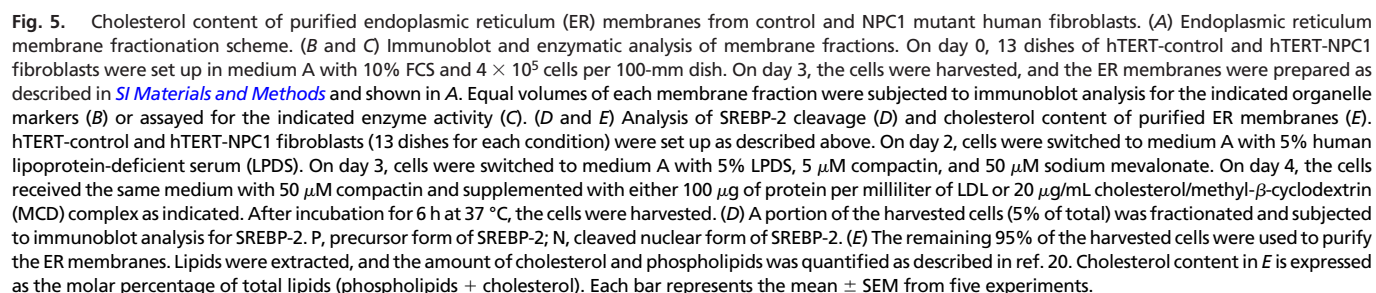 Fig. 5. Cholesterol content of purified endoplasmic reticulum (ER) membranes from control and NPC1 mutant human fibroblasts. (A) Endoplasmic reticulum
membrane fractionation scheme. (B and C) Immunoblot and enzymatic analysis of membrane fractions. On day 0, 13 dishes of hTERT-control and hTERT-NPC1
fibroblasts were set up in medium A with 10% FCS and 4 × 10⁵ cells per 100-mm dish. On day 3, the cells were harvested, and the ER membranes were prepared as
described in SI Materials and Methods and shown in A. Equal volumes of each membrane fraction were subjected to immunoblot analysis for the indicated organelle
markers (B) or assayed for the indicated enzyme activity (C). (D and E) Analysis of SREBP-2 cleavage (D) and cholesterol content of purified ER membranes (E).
hTERT-control and hTERT-NPC1 fibroblasts (13 dishes for each condition) were set up as described above. On day 2, cells were switched to medium A with 5% human
lipoprotein-deficient serum (LPDS). On day 3, cells were switched to medium A with 5% LPDS, 5 μM compactin, and 50 μM sodium mevalonate. On day 4, the cells
received the same medium with 50 μM compactin and supplemented with either 100 μg of protein per milliliter of LDL or 20 μg/mL cholesterol/methyl-β-cyclodextrin
(MCD) complex as indicated. After incubation for 6 h at 37 °C, the cells were harvested. (D) A portion of the harvested cells (5% of total) was fractionated and subjected
to immunoblot analysis for SREBP-2. P, precursor form of SREBP-2; N, cleaved nuclear form of SREBP-2. (E) The remaining 95% of the harvested cells were used to purify
the ER membranes. Lipids were extracted, and the amount of cholesterol and phospholipids was quantified as described in ref. 20. Cholesterol content in E is expressed
as the molar percentage of total lipids (phospholipids + cholesterol). Each bar represents the mean ± SEM from five experiments.